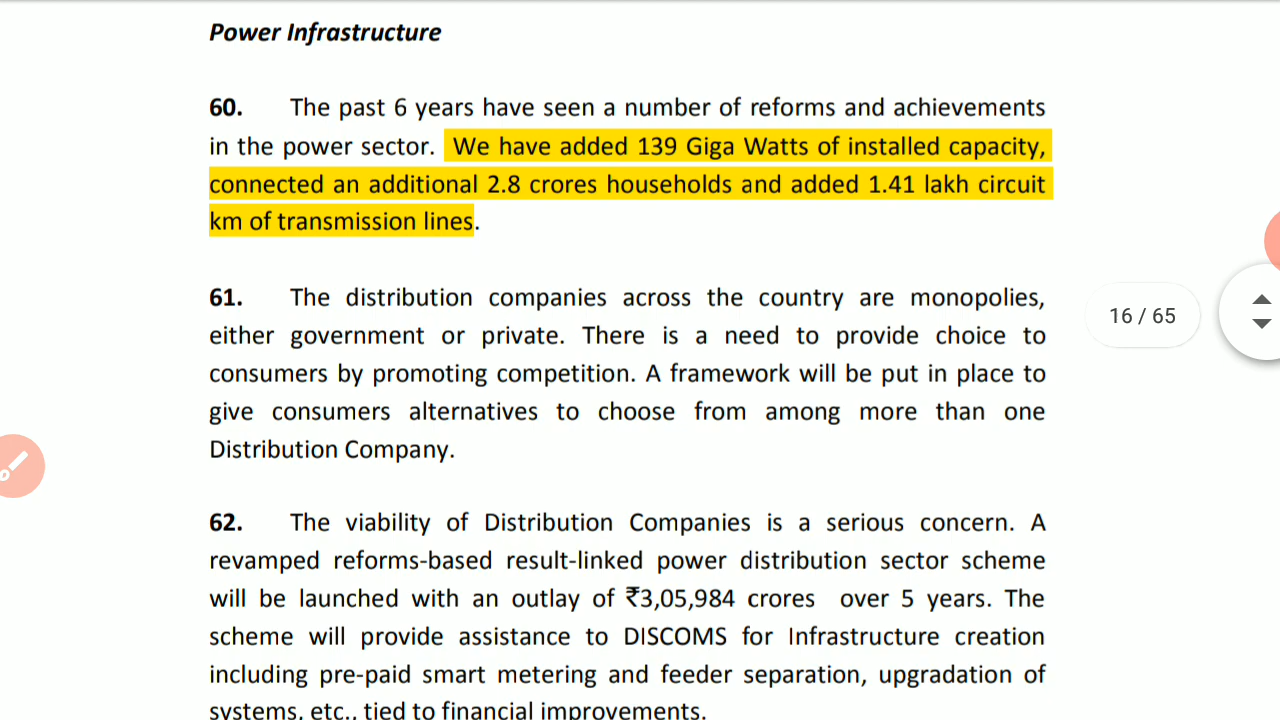 Power Infrastructure
60. The past 6 years have seen a number of reforms and achievements
in the power sector. We have added 139 Giga Watts of installed capacity,
connected an additional 2.8 crores households and added 1.41 lakh circuit
km of transmission lines.
61. The distribution companies across the country are monopolies,
either government or private. There is a need to provide choice to
consumers by promoting competition. A framework will be put in place to
give consumers alternatives to choose from among more than one
Distribution Company.
16 / 65
62. The viability of Distribution Companies is a serious concern. A
revamped reforms-based result-linked power distribution sector scheme
will be launched with an outlay of ₹3,05,984 crores over 5 years. The
scheme will provide assistance to DISCOMS for Infrastructure creation
including pre-paid smart metering and feeder separation, upgradation of
systems, etc., tied to financial improvements.